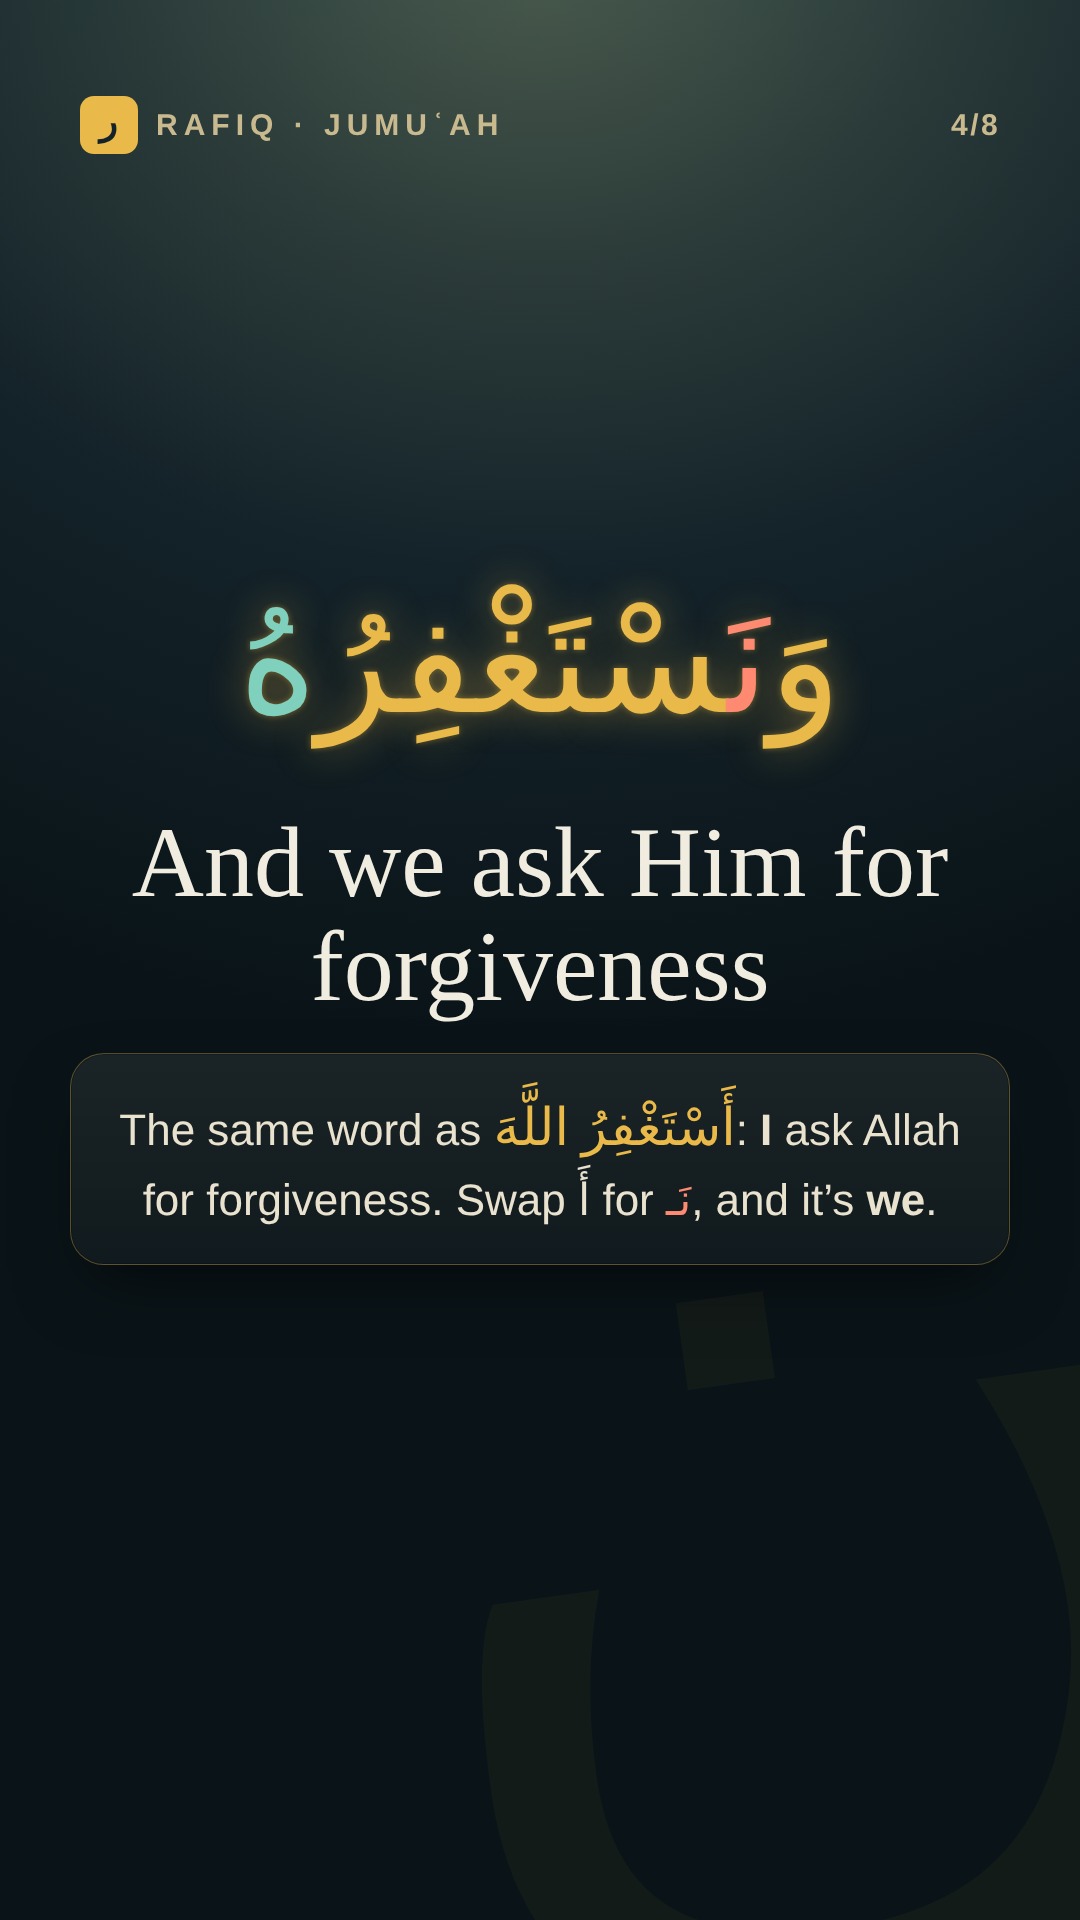 ر RAFIQ · JUMUʿAH 4/8
وَنَسْتَغْفِرُهُ
And we ask Him for
forgiveness
The same word as أَسْتَغْفِرُ اللَّهَ: I ask Allah
for forgiveness. Swap أَ for نَـ, and it’s we.
ن